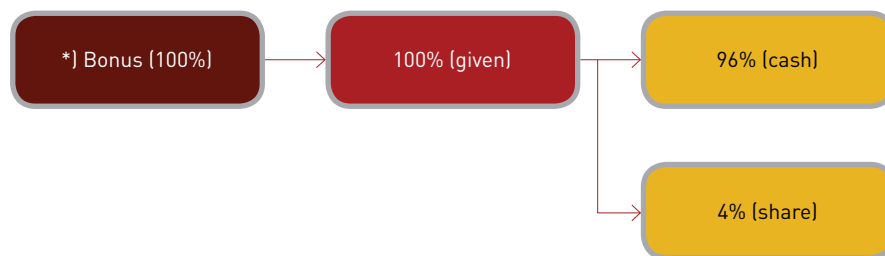 *) Bonus (100%)
100% (given)
96% (cash)
4% (share)